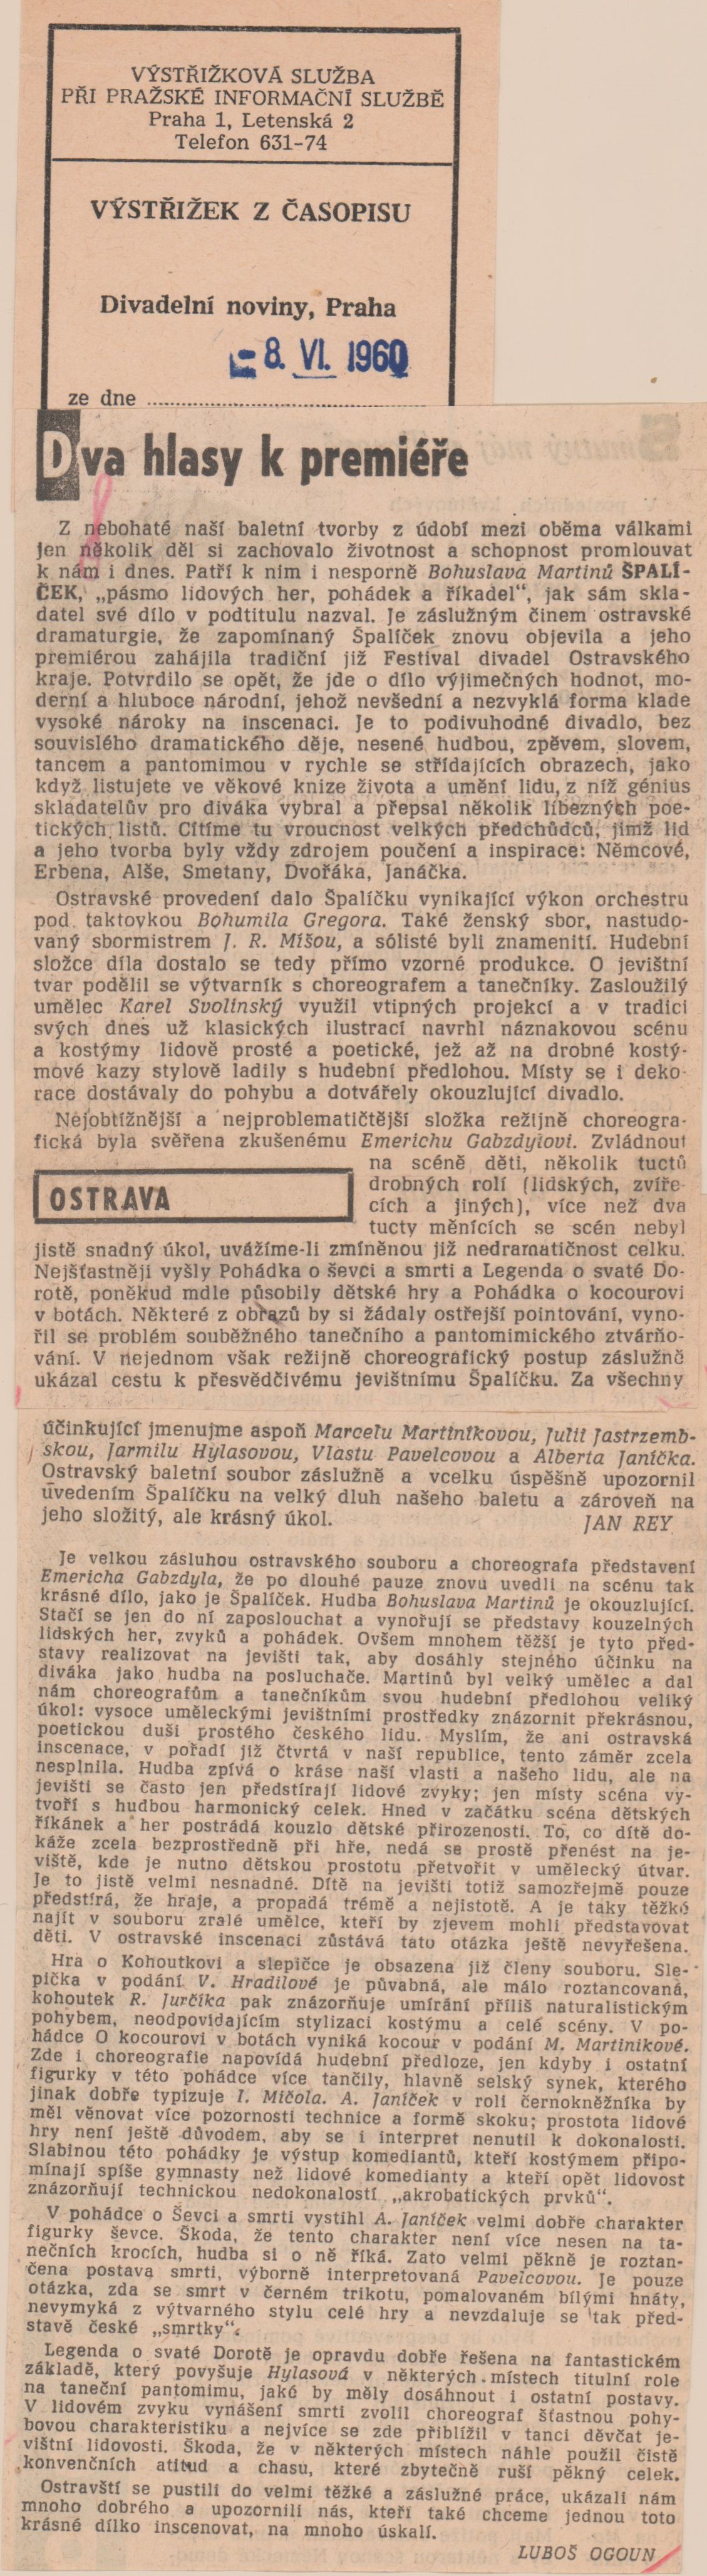 VÝSTŘIŽKOVÁ SLUŽBA
PŘI PRAŽSKÉ INFORMAČNÍ SLUŽBĚ
Praha 1, Letenská 2
Telefon 631-74
VÝSTŘIŽEK Z ČASOPISU
Divadelní noviny, Praha
- 8. VI. 1960
ze dne ..............................
Dva hlasy k premiéře
Z nebohaté naší baletní tvorby z údobí mezi oběma válkami
jen několik děl si zachovalo životnost a schopnost promlouvat
k nám i dnes. Patří k nim i nesporně Bohuslava Martinů ŠPALÍ-
ČEK, „pásmo lidových her, pohádek a říkadel“, jak sám skla-
datel své dílo v podtitulu nazval. Je záslužným činem ostravské
dramaturgie, že zapomínaný Špalíček znovu objevila a jeho
premiérou zahájila tradiční již Festival divadel Ostravského
kraje. Potvrdilo se opět, že jde o dílo výjimečných hodnot, mo-
derní a hluboce národní, jehož nevšední a nezvyklá forma klade
vysoké nároky na inscenaci. Je to podivuhodné divadlo, bez
souvislého dramatického děje, nesené hudbou, zpěvem, slovem,
tancem a pantomimou v rychle se střídajících obrazech, jako
když listujete ve věkové knize života a umění lidu, z níž génius
skladatelův pro diváka vybral a přepsal několik líbezných poe-
tických listů. Cítíme tu vroucnost velkých předchůdců, jimž lid
a jeho tvorba byly vždy zdrojem poučení a inspirace: Němcové,
Erbena, Alše, Smetany, Dvořáka, Janáčka.
Ostravské provedení dalo Špalíčku vynikající výkon orchestru
pod taktovkou Bohumila Gregora. Také ženský sbor, nastudo-
vaný sbormistrem J. R. Míšou, a sólisté byli znamenití. Hudební
složce díla dostalo se tedy přímo vzorné produkce. O jevištní
tvar podělil se výtvarník s choreografem a tanečníky. Zasloužilý
umělec Karel Svolinský využil vtipných projekcí a v tradici
svých dnes už klasických ilustrací navrhl náznakovou scénu
a kostýmy lidově prosté a poetické, jež až na drobné kostý-
mové kazy stylově ladily s hudební předlohou. Místy se i deko-
race dostávaly do pohybu a dotvářely okouzlující divadlo.
Nejobtížnější a nejproblematičtější složka režijně choreogra-
fická byla svěřena zkušenému Emerichu Gabzdylovi. Zvládnout
na scéně děti, několik tuctů
drobných rolí (lidských, zvíře-
cích a jiných), více než dva
tucty měnících se scén nebyl
OSTRAVA
jistě snadný úkol, uvážíme-li zmíněnou již nedramatičnost celku.
Nejšťastněji vyšly Pohádka o ševci a smrti a Legenda o svaté Do-
rotě, poněkud mdle působily dětské hry a Pohádka o kocourovi
v botách. Některé z obrazů by si žádaly ostřejší pointování, vyno-
řil se problém souběžného tanečního a pantomimického ztvárňo-
vání. V nejednom však režijně choreografický postup záslužně
ukázal cestu k přesvědčivému jevištnímu Špalíčku. Za všechny
účinkující jmenujme aspoň Marcelu Martiníkovou, Julii Jastrzemb-
skou, Jarmilu Hylasovou, Vlastu Pavelcovou a Alberta Janíčka.
Ostravský baletní soubor záslužně a vcelku úspěšně upozornil
uvedením Špalíčku na velký dluh našeho baletu a zároveň na
jeho složitý, ale krásný úkol.
JAN REY
Je velkou zásluhou ostravského souboru a choreografa představení
Emericha Gabzdyla, že po dlouhé pauze znovu uvedli na scénu tak
krásné dílo, jako je Špalíček. Hudba Bohuslava Martinů je okouzlující.
Stačí se jen do ní zaposlouchat a vynořují se představy kouzelných
lidských her, zvyků a pohádek. Ovšem mnohem těžší je tyto před-
stavy realizovat na jevišti tak, aby dosáhly stejného účinku na
diváka jako hudba na posluchače. Martinů byl velký umělec a dal
nám choreografům a tanečníkům svou hudební předlohou veliký
úkol: vysoce uměleckými jevištními prostředky znázornit překrásnou,
poetickou duši prostého českého lidu. Myslím, že ani ostravská
inscenace, v pořadí již čtvrtá v naší republice, tento záměr zcela
nesplnila. Hudba zpívá o kráse naší vlasti a našeho lidu, ale na
jevišti se často jen předstírají lidové zvyky; jen místy scéna vy-
tvoří s hudbou harmonický celek. Hned v začátku scéna dětských
říkánek a her postrádá kouzlo dětské přirozenosti. To, co dítě do-
káže zcela bezprostředně při hře, nedá se prostě přenést na je-
viště, kde je nutno dětskou prostotu přetvořit v umělecký útvar.
Je to jistě velmi nesnadné. Dítě na jevišti totiž samozřejmě pouze
předstírá, že hraje, a propadá trémě a nejistotě. A je taky těžké
najít v souboru zralé umělce, kteří by zjevem mohli představovat
děti. V ostravské inscenaci zůstává tato otázka ještě nevyřešena.
Hra o Kohoutkovi a slepičce je obsazena již členy souboru. Sle-
pička v podání V. Hradilové je půvabná, ale málo roztancovaná,
kohoutek R. Jurčíka pak znázorňuje umírání příliš naturalistickým
pohybem, neodpovídajícím stylizaci kostýmu a celé scény. V po-
hádce O kocourovi v botách vyniká kocour v podání M. Martinikové.
Zde i choreografie napovídá hudební předloze, jen kdyby i ostatní
figurky v této pohádce více tančily, hlavně selský synek, kterého
jinak dobře typizuje I. Mičola. A. Janíček v roli černokněžníka by
měl věnovat více pozornosti technice a formě skoku; prostota lidové
hry není ještě důvodem, aby se i interpret nenutil k dokonalosti.
Slabinou této pohádky je výstup komediantů, kteří kostýmem připo-
mínají spíše gymnasty než lidové komedianty a kteří opět lidovost
znázorňují technickou nedokonalostí „akrobatických prvků“.
V pohádce o Ševci a smrti vystihl A. Janíček velmi dobře charakter
figurky ševce. Škoda, že tento charakter není více nesen na ta-
nečních krocích, hudba si o ně říká. Zato velmi pěkně je roztan-
čena postava smrti, výborně interpretovaná Pavelcovou. Je pouze
otázka, zda se smrt v černém trikotu, pomalovaném bílými hnáty,
nevymyká z výtvarného stylu celé hry a nevzdaluje se tak před-
stavě české „smrtky“.
Legenda o svaté Dorotě je opravdu dobře řešena na fantastickém
základě, který povyšuje Hylasová v některých místech titulní role
na taneční pantomimu, jaké by měly dosáhnout i ostatní postavy.
V lidovém zvyku vynášení smrti zvolil choreograf šťastnou pohy-
bovou charakteristiku a nejvíce se zde přiblížil v tanci děvčat je-
vištní lidovosti. Škoda, že v některých místech náhle použil čistě
konvenčních atitud a chasu, které zbytečně ruší pěkný celek.
Ostravští se pustili do velmi těžké a záslužné práce, ukázali nám
mnoho dobrého a upozornili nás, kteří také chceme jednou toto
krásné dílko inscenovat, na mnoho úskalí.
LUBOŠ OGOUN